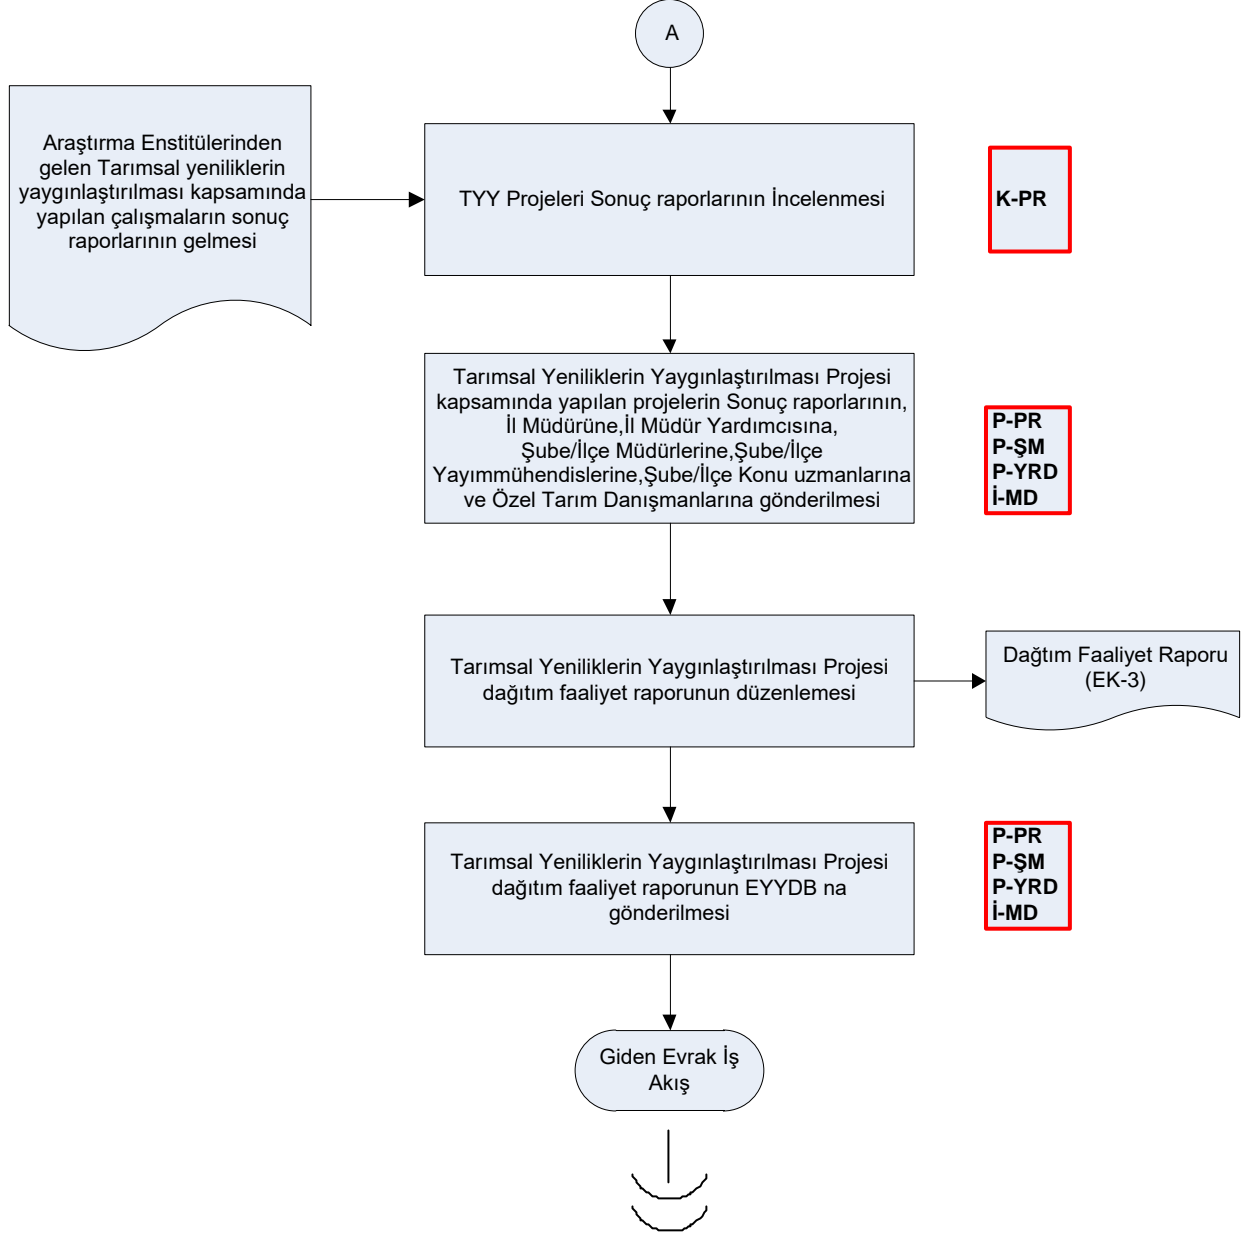 A
Araştırma Enstitülerinden
gelen Tarımsal yeniliklerin
yaygınlaştırılması kapsamında
yapılan çalışmaların sonuç
raporlarının gelmesi
TYY Projeleri Sonuç raporlarının İncelenmesi
K-PR
Tarımsal Yeniliklerin Yaygınlaştırılması Projesi
kapsamında yapılan projelerin Sonuç raporlarının,
İl Müdürüne,İl Müdür Yardımcısına,
Şube/İlçe Müdürlerine,Şube/İlçe
Yayımmühendislerine,Şube/İlçe Konu uzmanlarına
ve Özel Tarım Danışmanlarına gönderilmesi
P-PR
P-ŞM
P-YRD
İ-MD
Tarımsal Yeniliklerin Yaygınlaştırılması Projesi
dağıtım faaliyet raporunun düzenlemesi
Dağtım Faaliyet Raporu
(EK-3)
Tarımsal Yeniliklerin Yaygınlaştırılması Projesi
dağıtım faaliyet raporunun EYYDB na
gönderilmesi
P-PR
P-ŞM
P-YRD
İ-MD
Giden Evrak İş
Akış